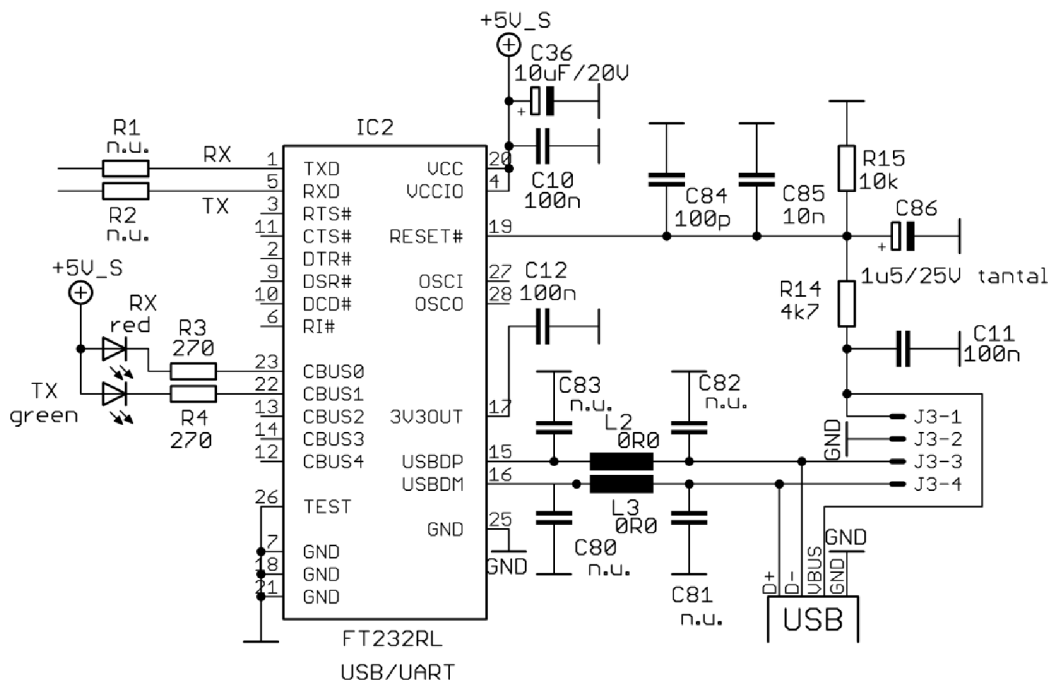 +5V_S
C36
10uF/20V
IC2
R1
n.u.
RX
TX
R2
n.u.
1
5
3
11
2
9
10
6
23
22
13
14
12
26
7
18
21
TXD
RXD
RTS#
CTS#
DTR#
DSR#
DCD#
RI#
CBUS0
CBUS1
CBUS2
CBUS3
CBUS4
TEST
GND
GND
GND
VCC
VCCIO
RESET#
OSCI
OSCO
3V3OUT
USBDP
USBDM
GND
20
4
19
27
28
17
15
16
25
GND
C10
100n
C84
100p
C85
10n
R15
10k
C86
1u5/25V tantal
R14
4k7
C11
100n
C12
100n
+5V_S
RX
red
R3
270
TX
green
R4
270
C83
n.u.
C82
n.u.
L2
0R0
L3
0R0
C80
n.u.
C81
n.u.
GND
J3-1
J3-2
J3-3
J3-4
D+
D-
VBUS
GND
GND
USB
FT232RL
USB/UART
+
+